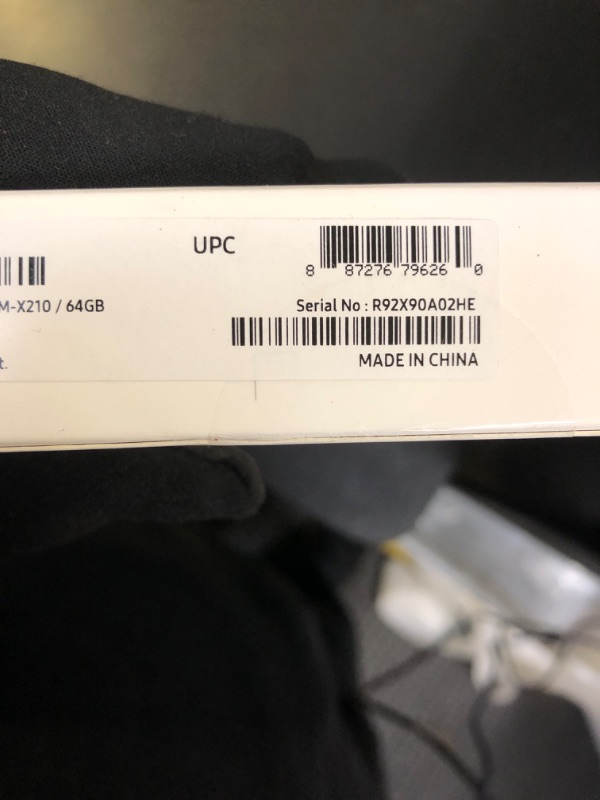 UPC
8 87276 79626 0
M-X210 / 64GB
Serial No : R92X90A02HE
t.
MADE IN CHINA